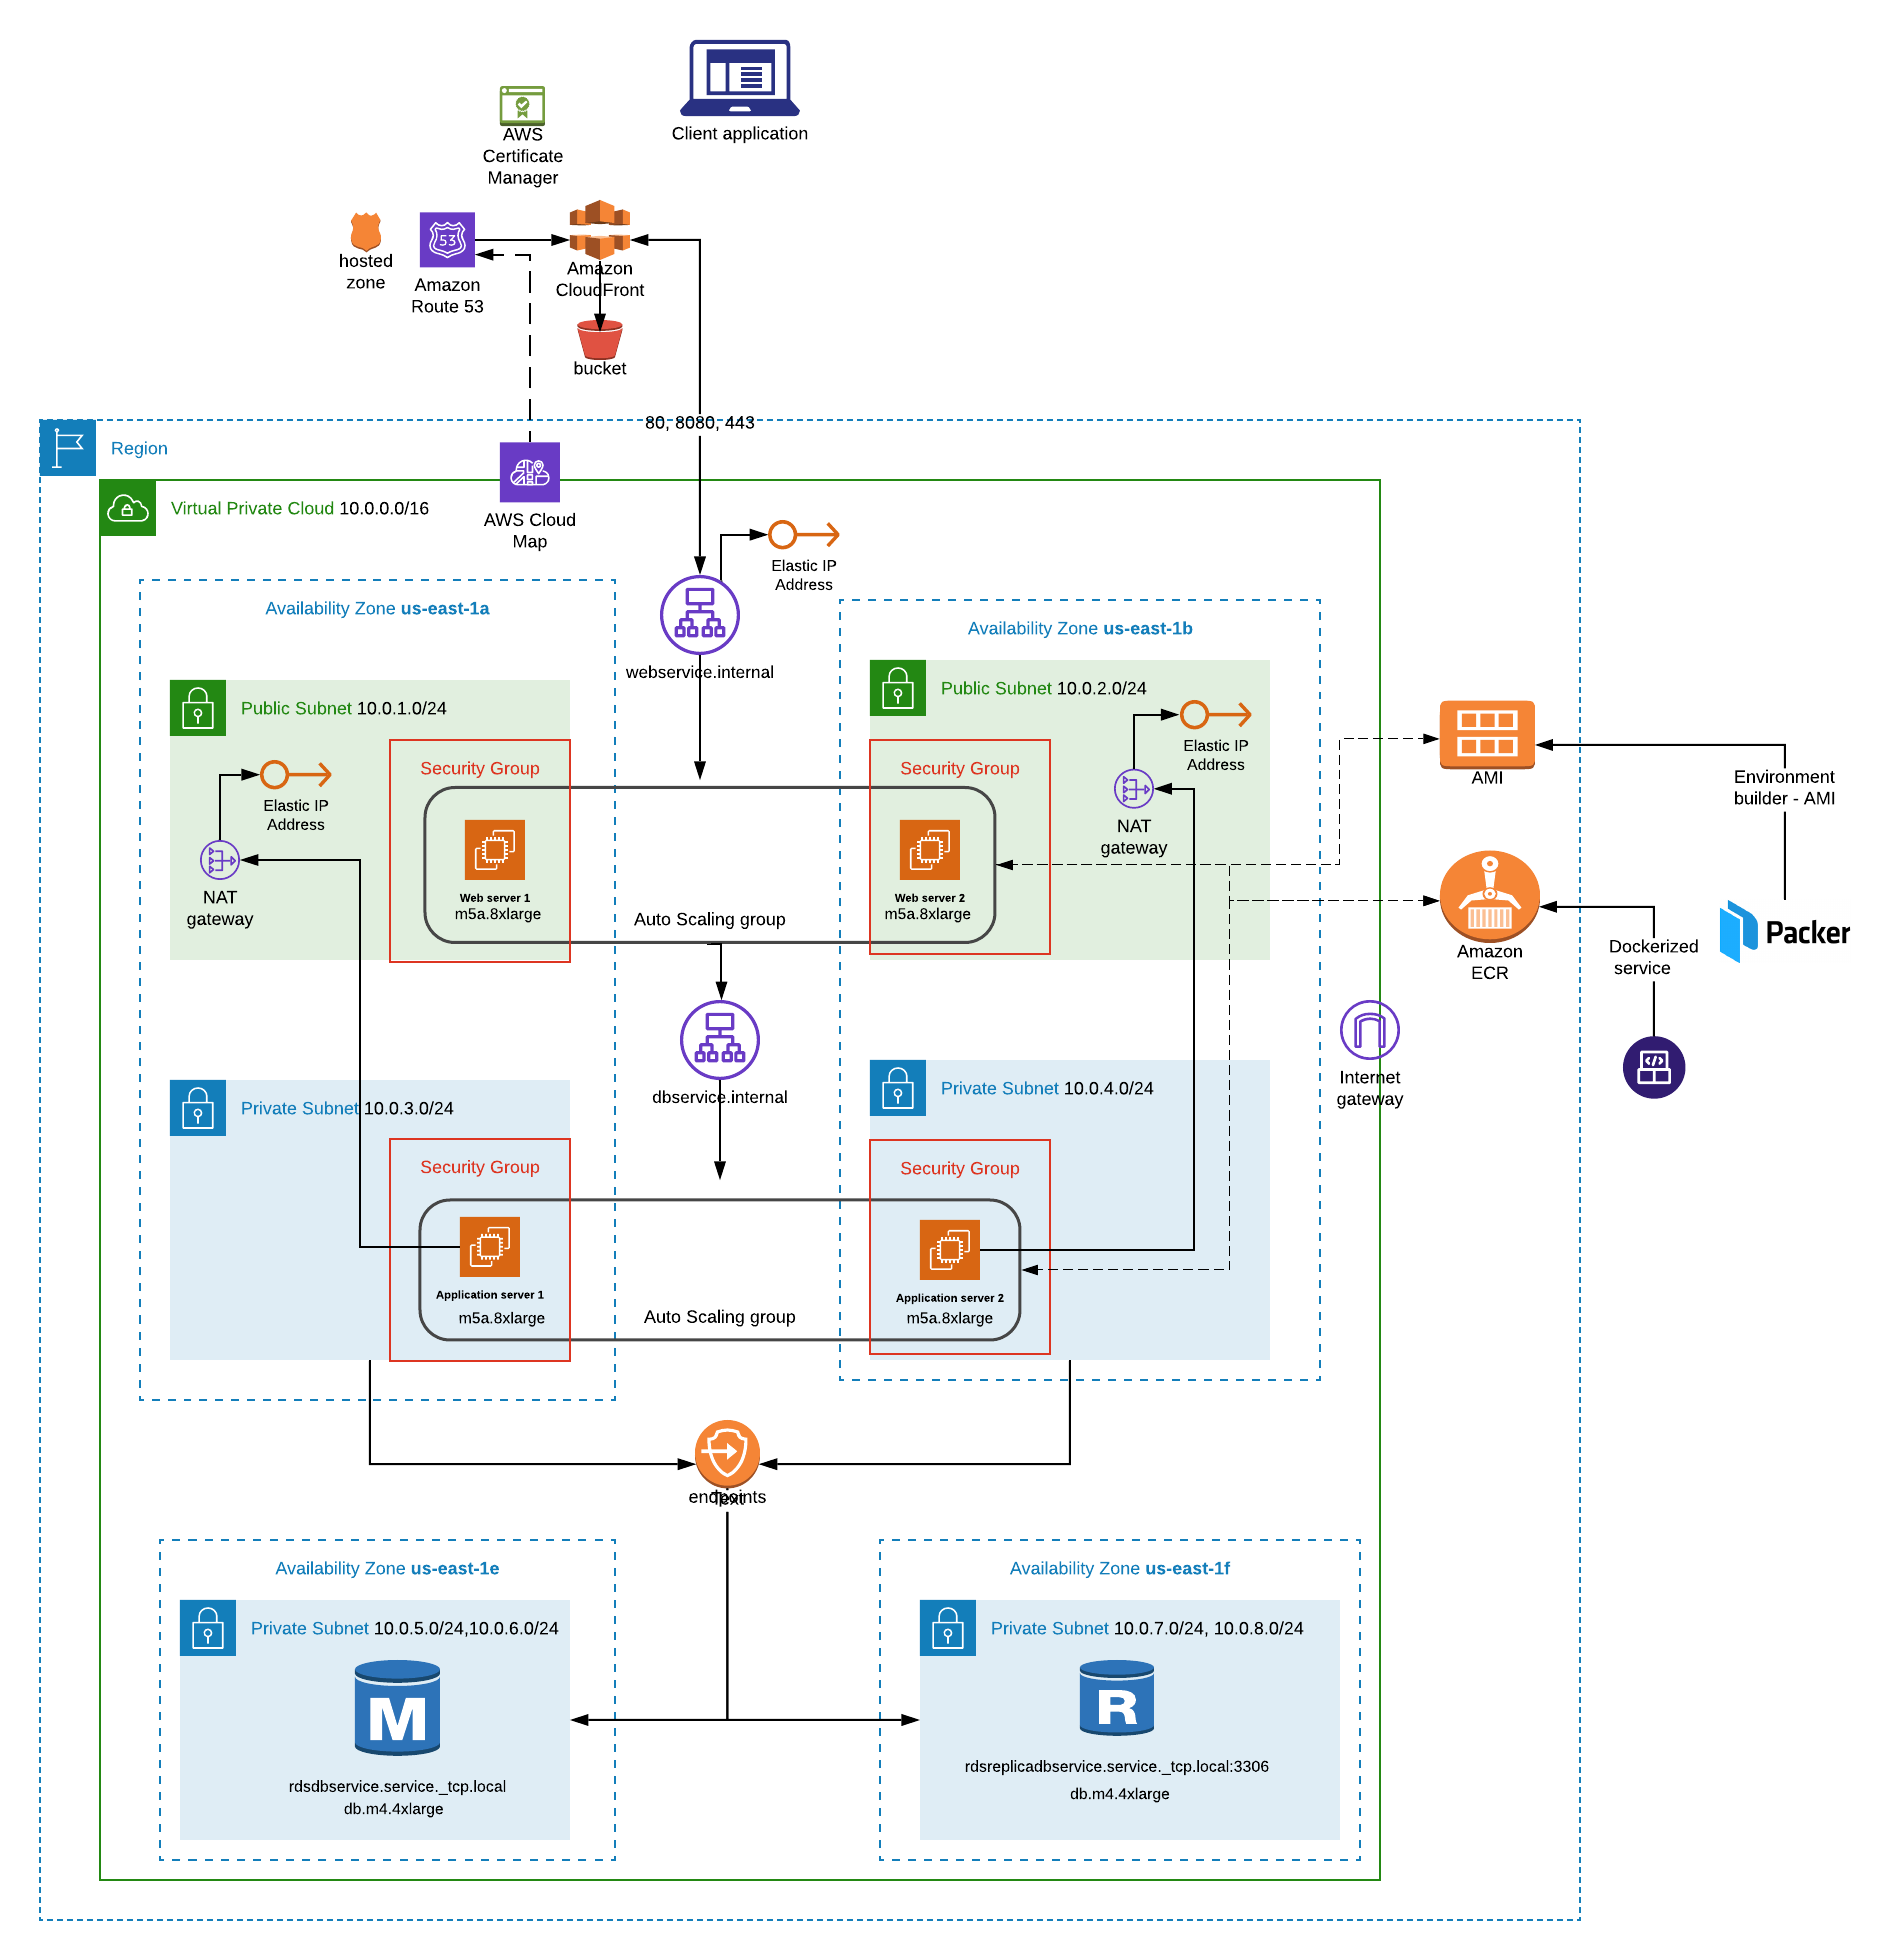 Client application
AWS
Certificate
Manager
hosted
zone
53
Amazon
Route 53
Amazon
CloudFront
bucket
80, 8080, 443
Region
Virtual Private Cloud 10.0.0.0/16
AWS Cloud
Map
Elastic IP
Address
webservice.internal
Availability Zone us-east-1a
Availability Zone us-east-1b
Public Subnet 10.0.1.0/24
Public Subnet 10.0.2.0/24
Elastic IP
Address
Elastic IP
Address
Security Group
Security Group
NAT
gateway
NAT
gateway
Web server 1
m5a.8xlarge
Web server 2
m5a.8xlarge
Auto Scaling group
AMI
Environment
builder - AMI
Amazon
ECR
Dockerized
service
Packer
Internet
gateway
dbservice.internal
Private Subnet 10.0.3.0/24
Private Subnet 10.0.4.0/24
Security Group
Security Group
Application server 1
m5a.8xlarge
Application server 2
m5a.8xlarge
Auto Scaling group
endpoints
Text
Availability Zone us-east-1e
Availability Zone us-east-1f
Private Subnet 10.0.5.0/24,10.0.6.0/24
Private Subnet 10.0.7.0/24, 10.0.8.0/24
M
R
rdsdbservice.service._tcp.local
db.m4.4xlarge
rdsreplicadbservice.service._tcp.local:3306
db.m4.4xlarge